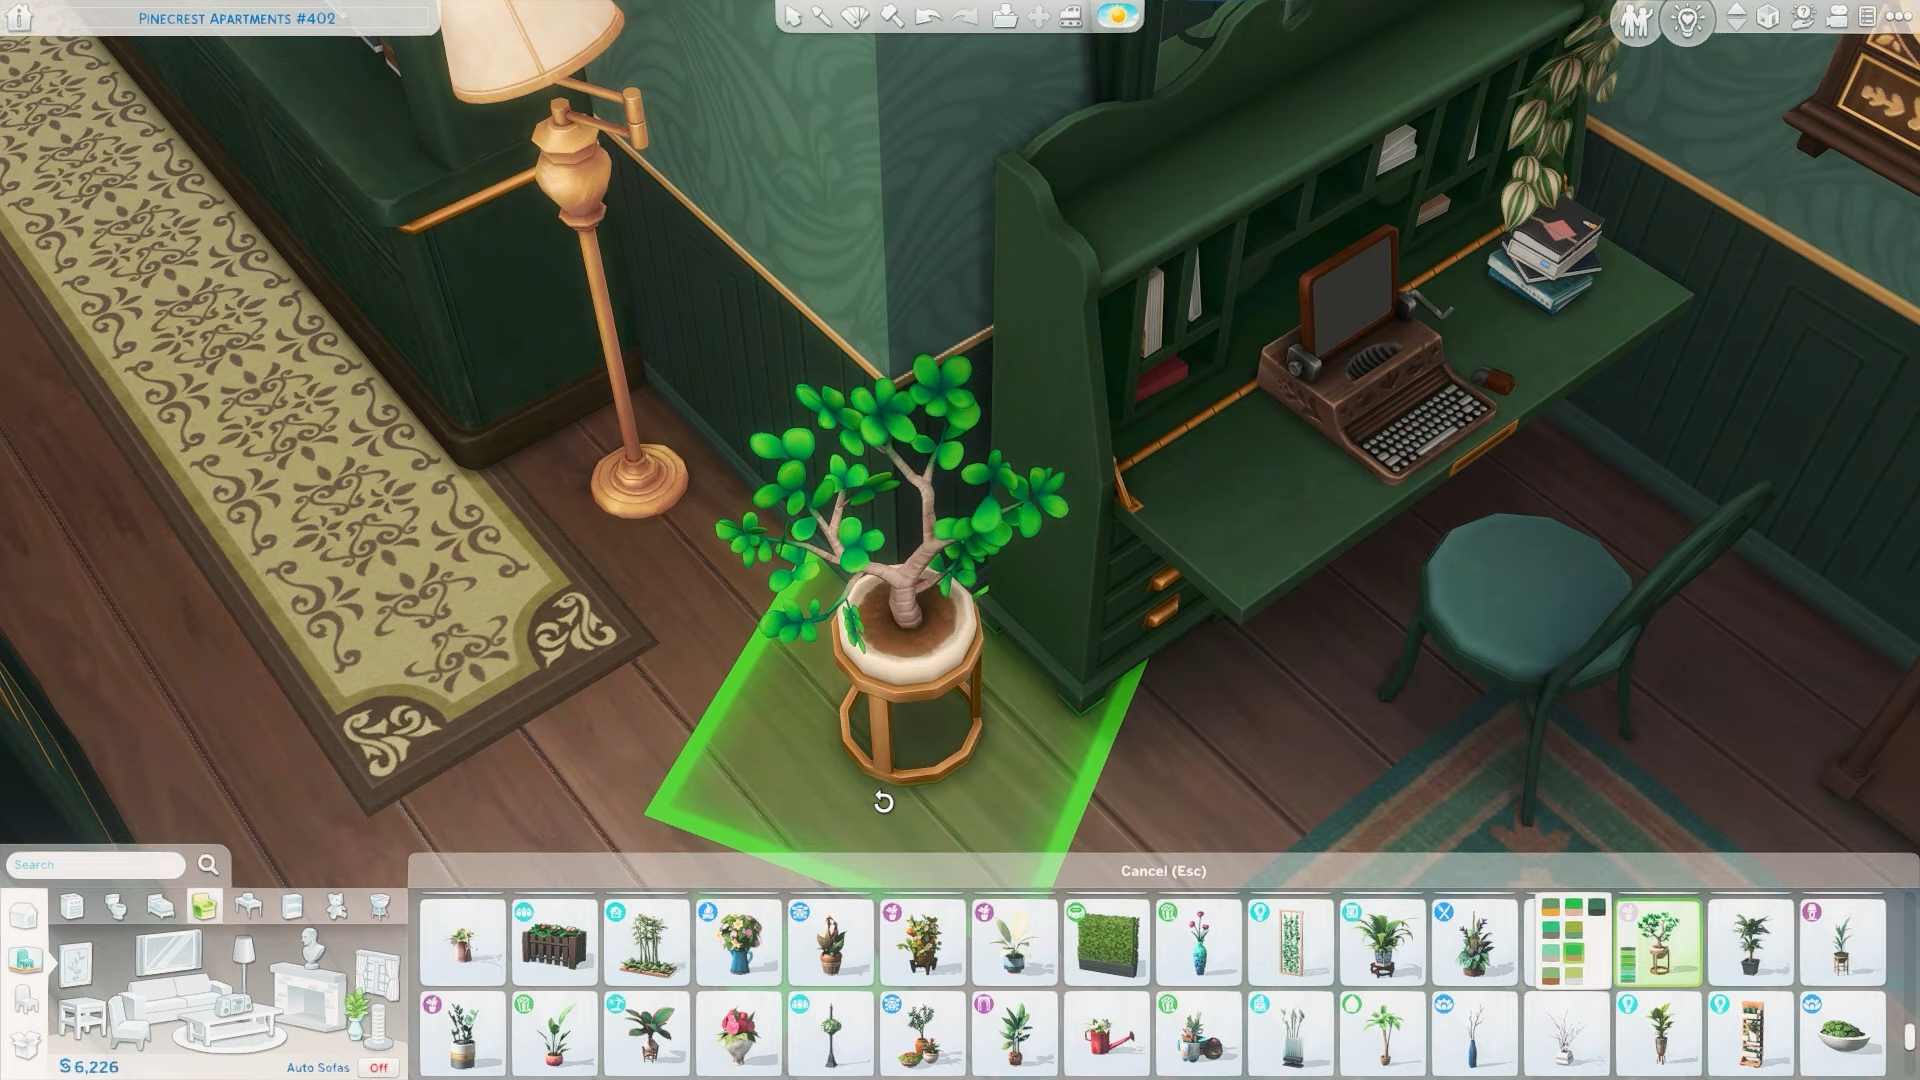 Pinecrest Apartments #402
Search
Cancel (Esc)
§6,226
Auto Sofas
Off